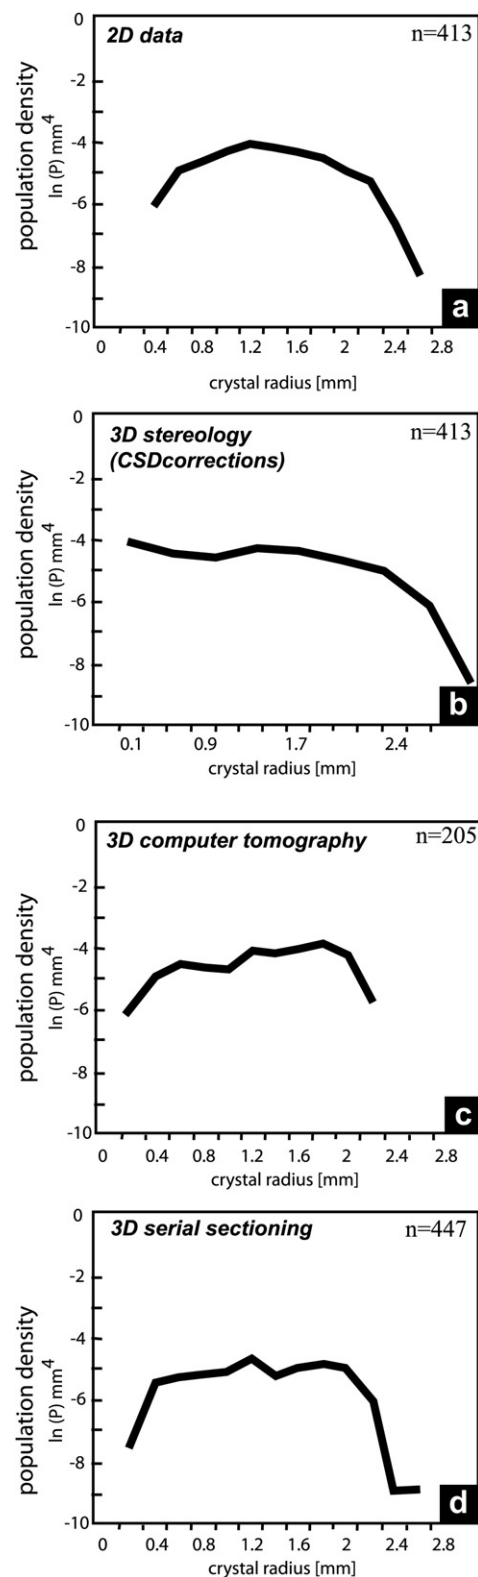 0
2D data
n=413
-2
-4
-6
-8
-10
population density
ln (P) mm4
a
0 0.4 0.8 1.2 1.6 2 2.4 2.8
crystal radius [mm]
0
3D stereology
(CSDcorrections)
n=413
-2
-4
-6
-8
-10
population density
ln (P) mm4
b
0.1 0.9 1.7 2.4
crystal radius [mm]
0
3D computer tomography
n=205
-2
-4
-6
-8
-10
population density
ln (P) mm4
c
0 0.4 0.8 1.2 1.6 2 2.4 2.8
crystal radius [mm]
0
3D serial sectioning
n=447
-2
-4
-6
-8
-10
population density
ln (P) mm4
d
0 0.4 0.8 1.2 1.6 2 2.4 2.8
crystal radius [mm]